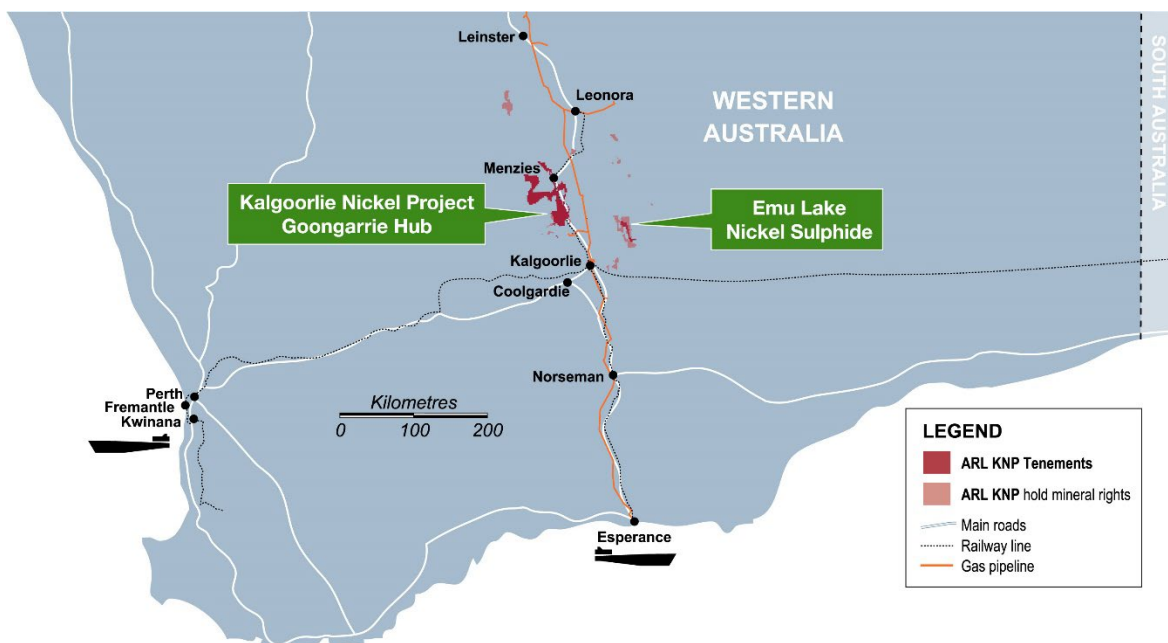 Leinster
Leonora
WESTERN
AUSTRALIA
SOUTH AUSTRALIA
Menzies
Kalgoorlie Nickel Project
Goongarrie Hub
Emu Lake
Nickel Sulphide
Kalgoorlie
Coolgardie
Norseman
Perth
Fremantle
Kwinana
Kilometres
0 100 200
Esperance
LEGEND
ARL KNP Tenements
ARL KNP hold mineral rights
Main roads
Railway line
Gas pipeline